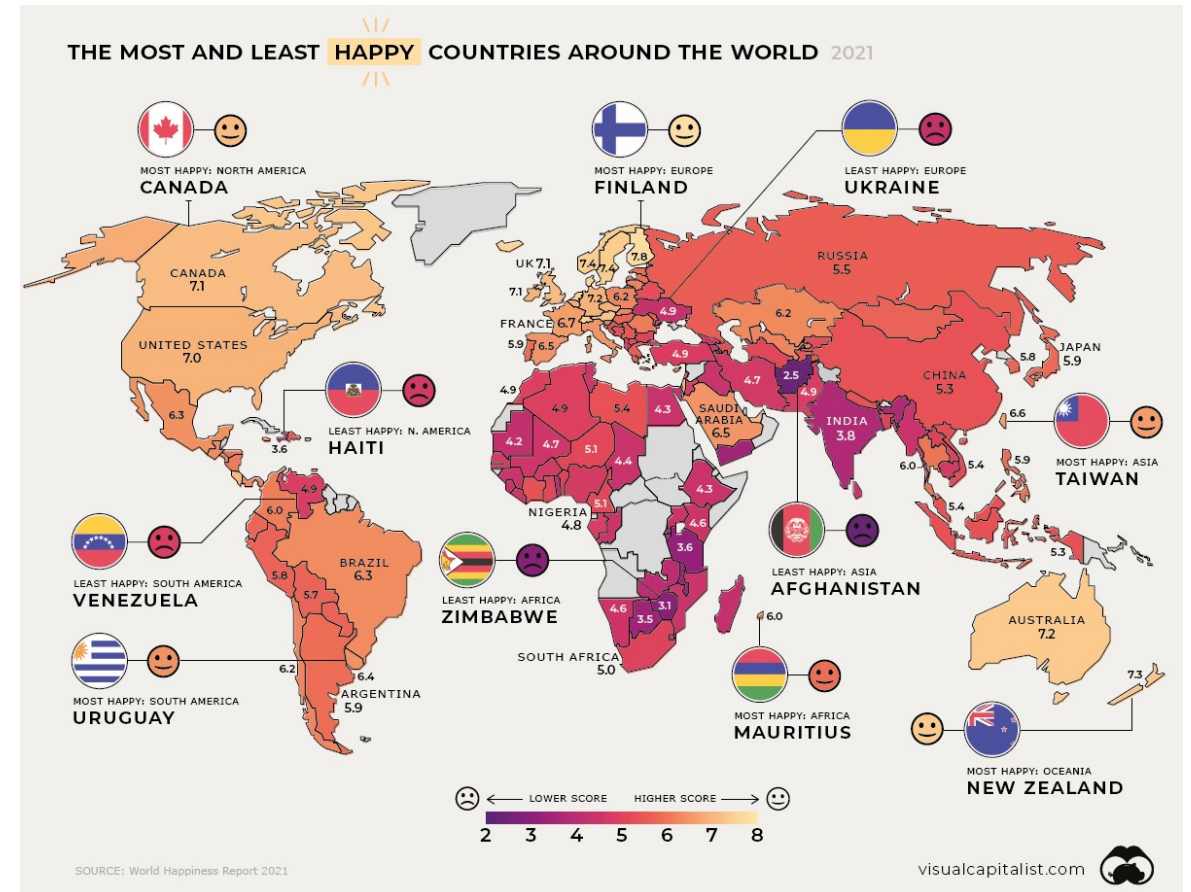 THE MOST AND LEAST HAPPY COUNTRIES AROUND THE WORLD 2021
MOST HAPPY: NORTH AMERICA
CANADA
MOST HAPPY: EUROPE
FINLAND
LEAST HAPPY: EUROPE
UKRAINE
CANADA
7.1
UNITED STATES
7.0
6.3
LEAST HAPPY: N. AMERICA
HAITI
3.6
UK 7.1
7.1
7.4
7.4
7.8
7.2
6.2
FRANCE 6.7
5.9
6.5
4.9
4.9
RUSSIA
5.5
6.2
CHINA
5.3
5.8
JAPAN
5.9
4.7
2.5
4.9
INDIA
3.8
SAUDI
ARABIA
6.5
6.6
MOST HAPPY: ASIA
TAIWAN
6.0
5.4
5.9
5.4
5.3
4.9
4.9
5.4
4.3
4.2
4.7
5.1
4.4
4.3
NIGERIA
4.8
5.1
4.6
3.6
4.6
3.5
3.1
SOUTH AFRICA
5.0
LEAST HAPPY: ASIA
AFGHANISTAN
LEAST HAPPY: AFRICA
ZIMBABWE
6.0
MOST HAPPY: AFRICA
MAURITIUS
4.9
6.0
LEAST HAPPY: SOUTH AMERICA
VENEZUELA
BRAZIL
6.3
5.8
5.7
6.2
6.4
ARGENTINA
5.9
MOST HAPPY: SOUTH AMERICA
URUGUAY
AUSTRALIA
7.2
7.3
MOST HAPPY: OCEANIA
NEW ZEALAND
LOWER SCORE HIGHER SCORE
2 3 4 5 6 7 8
SOURCE: World Happiness Report 2021
visualcapitalist.com